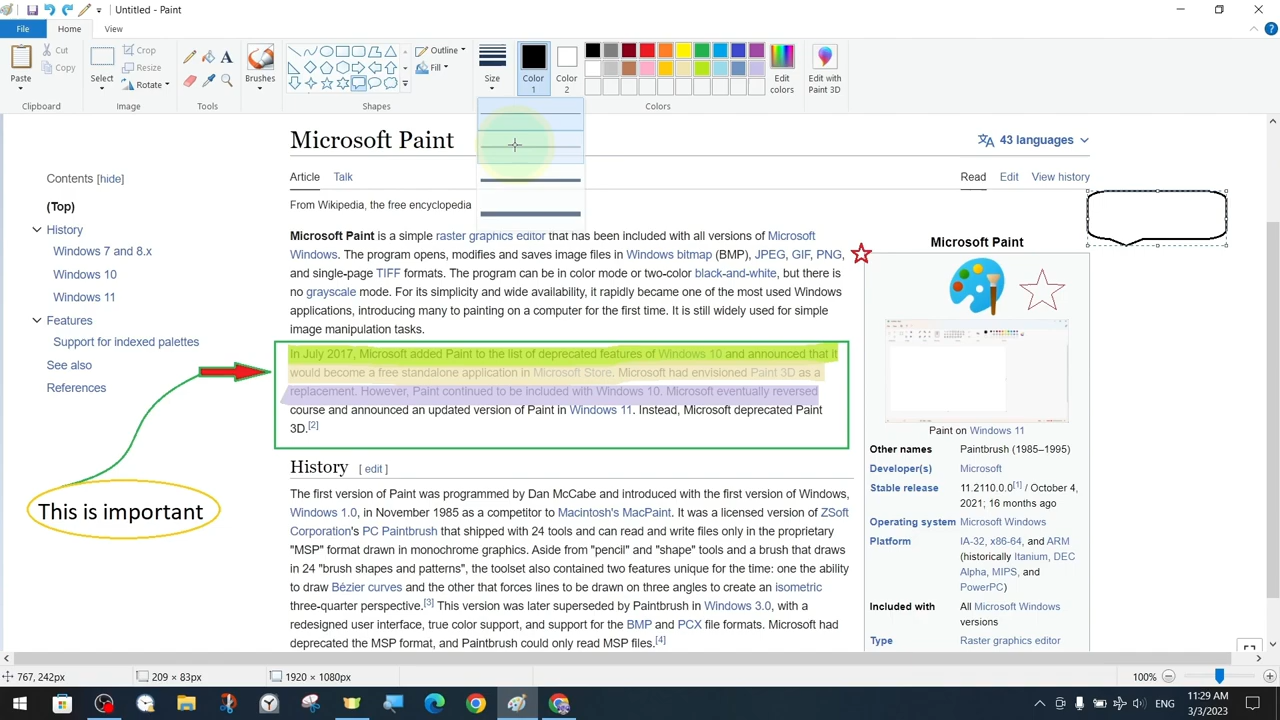 Untitled - Paint
File Home View
Paste
Cut
Copy
Clipboard
Select
Crop
Resize
Rotate
Image
Tools
Brushes
Shapes
Outline
Fill
Size
Color 1
Color 2
Edit colors
Colors
Edit with Paint 3D
Microsoft Paint
43 languages
Article Talk
Read Edit View history
From Wikipedia, the free encyclopedia
Contents [hide]
(Top)
History
Windows 7 and 8.x
Windows 10
Windows 11
Features
Support for indexed palettes
See also
References
This is important
Microsoft Paint is a simple raster graphics editor that has been included with all versions of Microsoft
Windows. The program opens, modifies and saves image files in Windows bitmap (BMP), JPEG, GIF, PNG,
and single-page TIFF formats. The program can be in color mode or two-color black-and-white, but there is
no grayscale mode. For its simplicity and wide availability, it rapidly became one of the most used Windows
applications, introducing many to painting on a computer for the first time. It is still widely used for simple
image manipulation tasks.
In July 2017, Microsoft added Paint to the list of deprecated features of Windows 10 and announced that it
would become a free standalone application in Microsoft Store. Microsoft had envisioned Paint 3D as a
replacement. However, Paint continued to be included with Windows 10. Microsoft eventually reversed
course and announced an updated version of Paint in Windows 11. Instead, Microsoft deprecated Paint
3D.[2]
History [ edit ]
The first version of Paint was programmed by Dan McCabe and introduced with the first version of Windows,
Windows 1.0, in November 1985 as a competitor to Macintosh's MacPaint. It was a licensed version of ZSoft
Corporation's PC Paintbrush that shipped with 24 tools and can read and write files only in the proprietary
"MSP" format drawn in monochrome graphics. Aside from "pencil" and "shape" tools and a brush that draws
in 24 "brush shapes and patterns", the toolset also contained two features unique for the time: one the ability
to draw Bézier curves and the other that forces lines to be drawn on three angles to create an isometric
three-quarter perspective.[3] This version was later superseded by Paintbrush in Windows 3.0, with a
redesigned user interface, true color support, and support for the BMP and PCX file formats. Microsoft had
deprecated the MSP format, and Paintbrush could only read MSP files.[4]
Microsoft Paint
Paint on Windows 11
Other names Paintbrush (1985–1995)
Developer(s) Microsoft
Stable release 11.2110.0.0[1] / October 4,
2021; 16 months ago
Operating system Microsoft Windows
Platform IA-32, x86-64, and ARM
(historically Itanium, DEC
Alpha, MIPS, and
PowerPC)
Included with All Microsoft Windows
versions
Type Raster graphics editor
767, 242px
209 × 83px
1920 × 1080px
100%
ENG
11:29 AM
3/3/2023